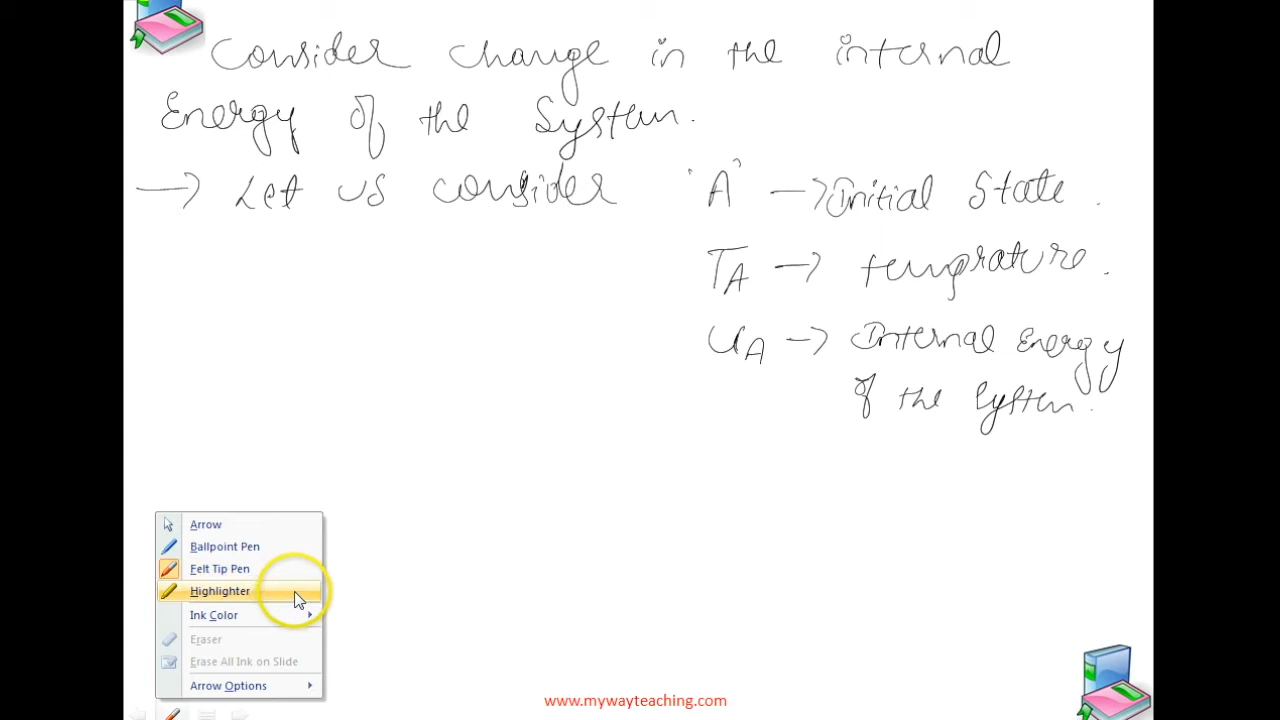 Consider change in the internal
Energy of the System.
→ Let us consider 'A' → Initial State.
TA → temprature.
UA → Internal Energy
of the System.
Arrow
Ballpoint Pen
Felt Tip Pen
Highlighter
Ink Color
Eraser
Erase All Ink on Slide
Arrow Options
www.mywayteaching.com